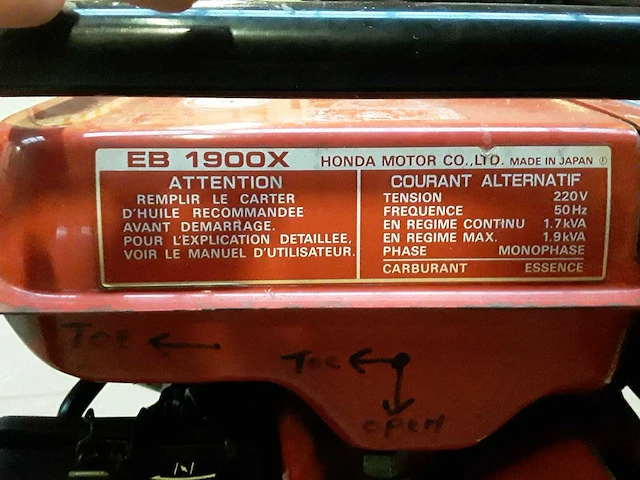 EB 1900X HONDA MOTOR CO.,LTD. MADE IN JAPAN Ⓕ
ATTENTION
REMPLIR LE CARTER
D'HUILE RECOMMANDEE
AVANT DEMARRAGE.
POUR L'EXPLICATION DETAILLEE,
VOIR LE MANUEL D'UTILISATEUR.
COURANT ALTERNATIF
TENSION 220V
FREQUENCE 50Hz
EN REGIME CONTINU 1.7kVA
EN REGIME MAX. 1.9kVA
PHASE MONOPHASE
CARBURANT ESSENCE
OPEN